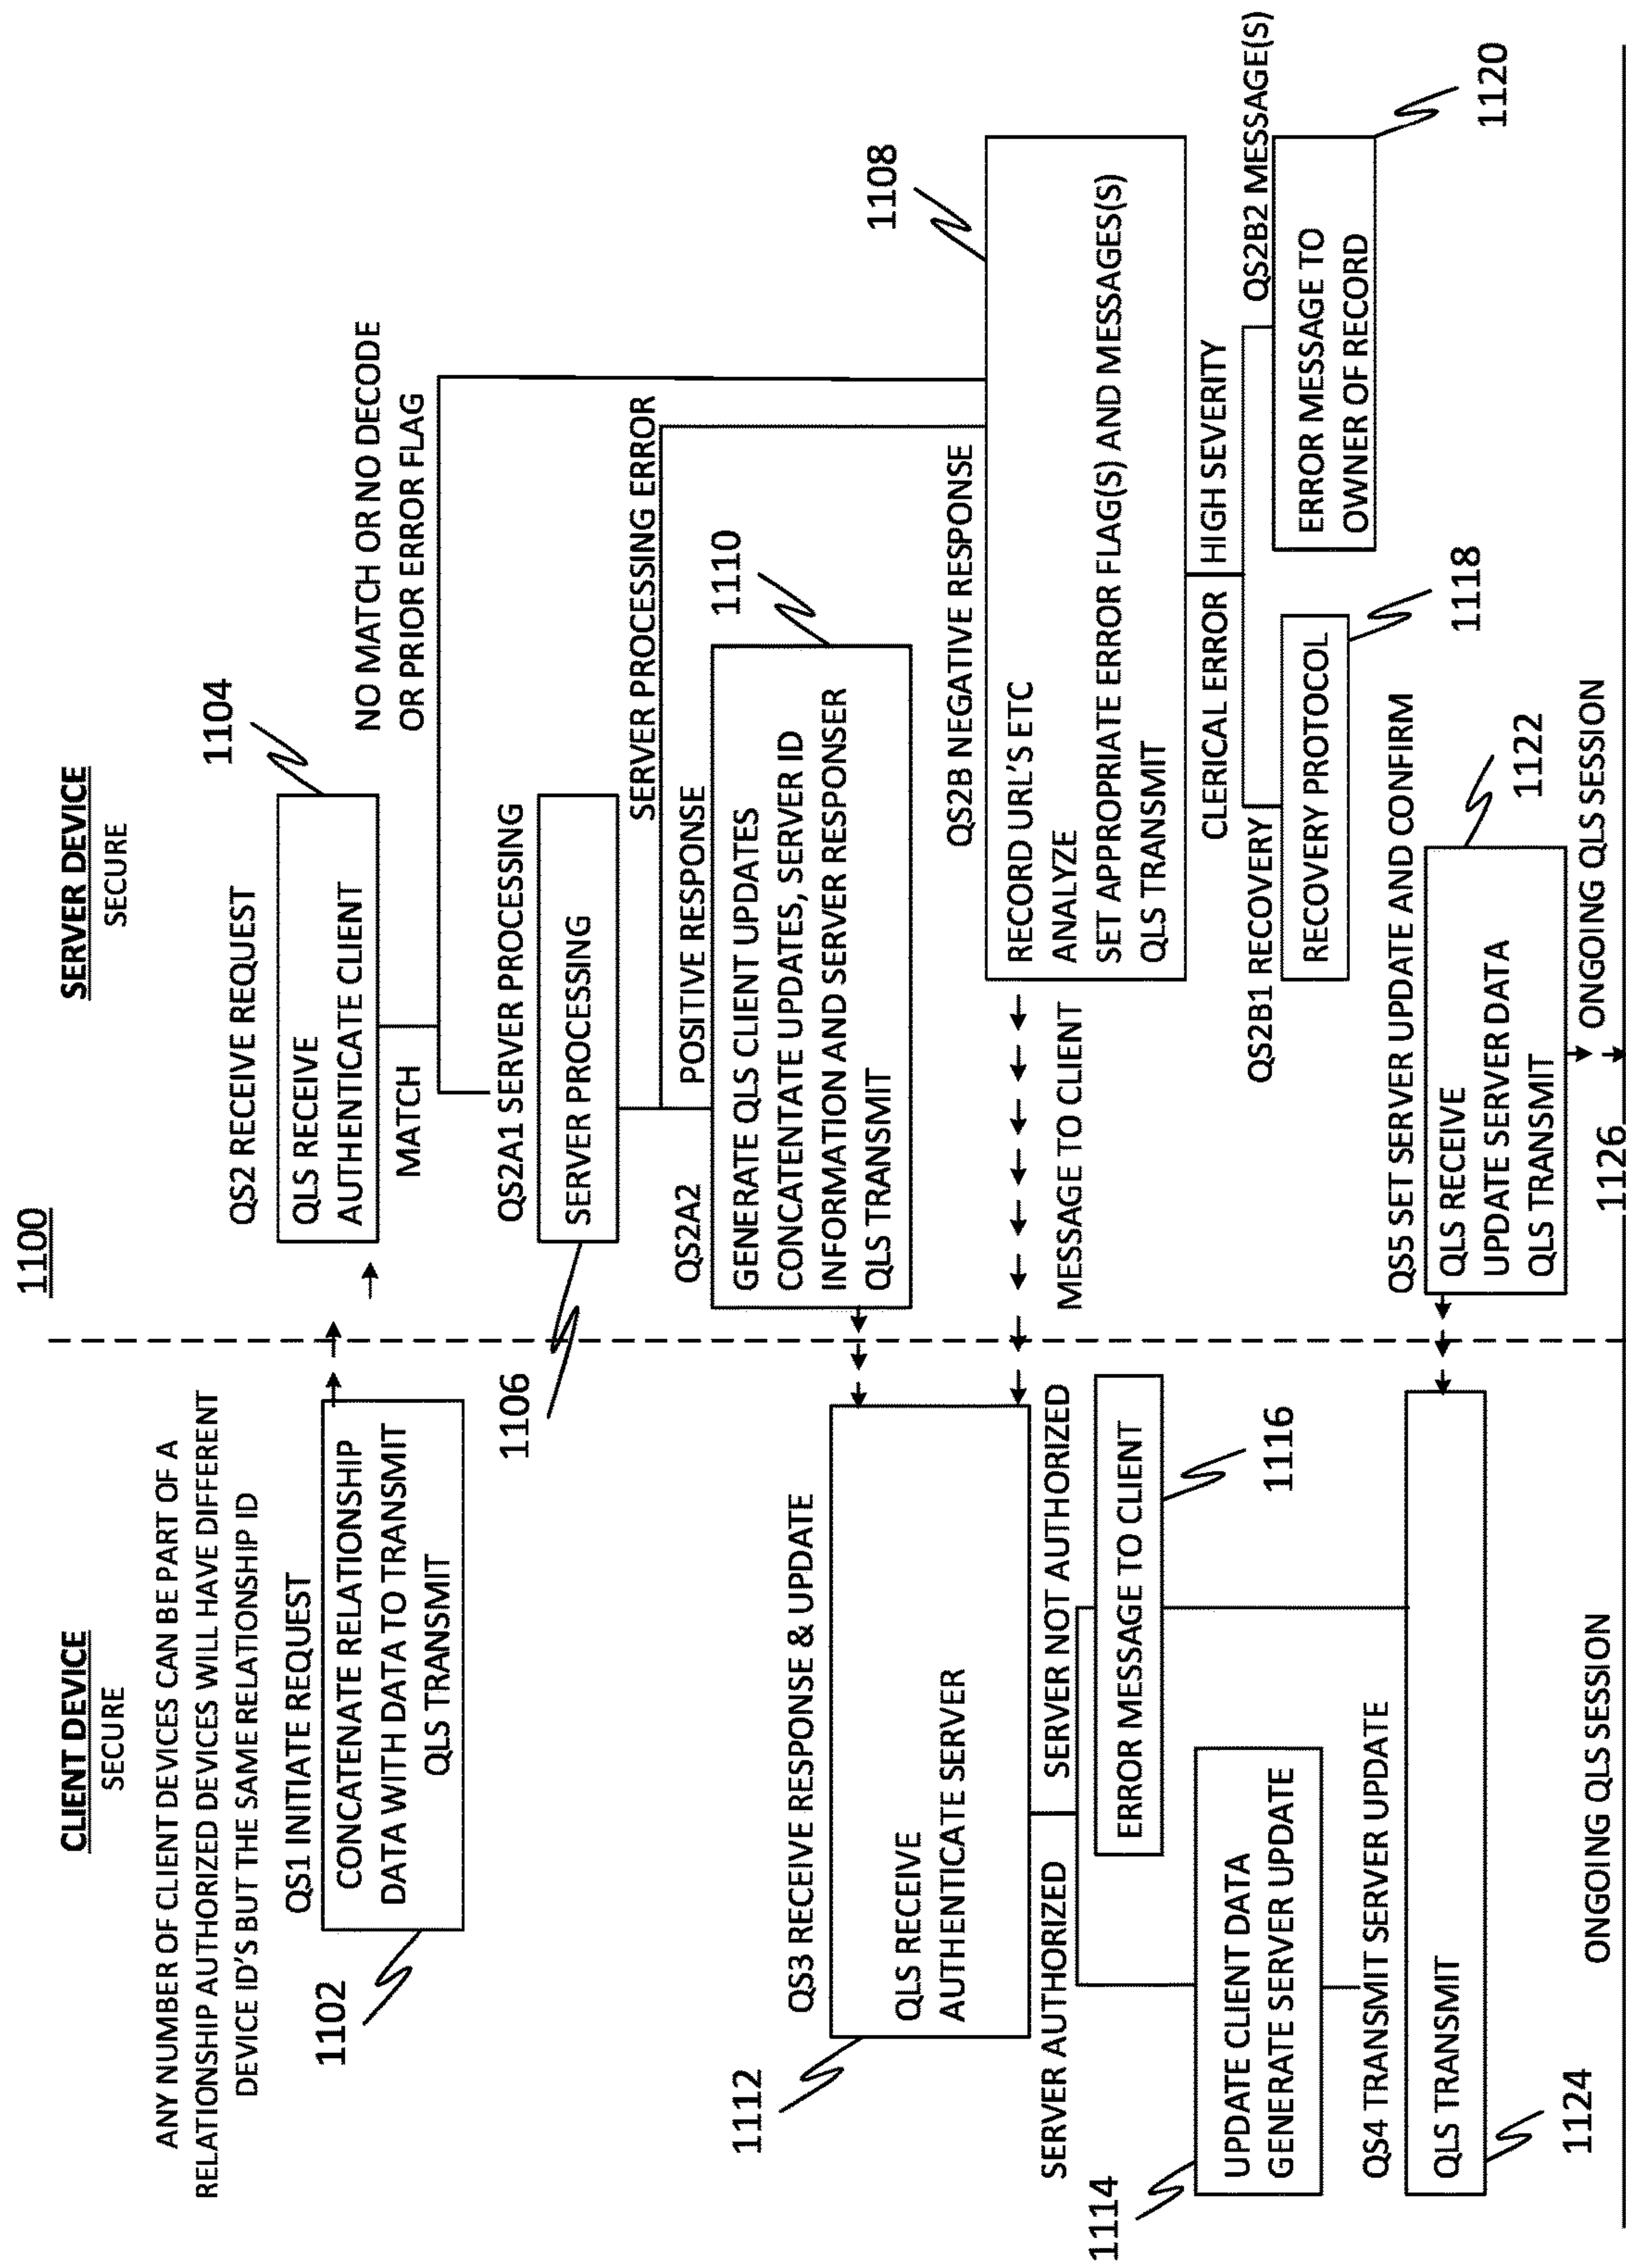 1100
CLIENT DEVICE
SECURE
ANY NUMBER OF CLIENT DEVICES CAN BE PART OF A
RELATIONSHIP AUTHORIZED DEVICES WILL HAVE DIFFERENT
DEVICE ID'S BUT THE SAME RELATIONSHIP ID
QS1 INITIATE REQUEST
CONCATENATE RELATIONSHIP
DATA WITH DATA TO TRANSMIT
QLS TRANSMIT
1102
SERVER DEVICE
SECURE
QS2 RECEIVE REQUEST
1104
QLS RECEIVE
AUTHENTICATE CLIENT
MATCH
NO MATCH OR NO DECODE
OR PRIOR ERROR FLAG
QS2A1 SERVER PROCESSING
SERVER PROCESSING
1106
SERVER PROCESSING ERROR
QS2A2
POSITIVE RESPONSE
1110
GENERATE QLS CLIENT UPDATES
CONCATENTATE UPDATES, SERVER ID
INFORMATION AND SERVER RESPONSER
QLS TRANSMIT
1108
QS2B NEGATIVE RESPONSE
RECORD URL'S ETC
ANALYZE
SET APPROPRIATE ERROR FLAG(S) AND MESSAGES(S)
QLS TRANSMIT
MESSAGE TO CLIENT
CLERICAL ERROR
HIGH SEVERITY
QS2B1 RECOVERY
RECOVERY PROTOCOL
1118
QS2B2 MESSAGE(S)
ERROR MESSAGE TO
OWNER OF RECORD
1120
QS3 RECEIVE RESPONSE & UPDATE
QLS RECEIVE
AUTHENTICATE SERVER
1112
SERVER AUTHORIZED
SERVER NOT AUTHORIZED
ERROR MESSAGE TO CLIENT
1116
UPDATE CLIENT DATA
GENERATE SERVER UPDATE
1114
QS4 TRANSMIT SERVER UPDATE
QLS TRANSMIT
1124
QS5 SET SERVER UPDATE AND CONFIRM
QLS RECEIVE
UPDATE SERVER DATA
QLS TRANSMIT
1122
ONGOING QLS SESSION
1126
ONGOING QLS SESSION